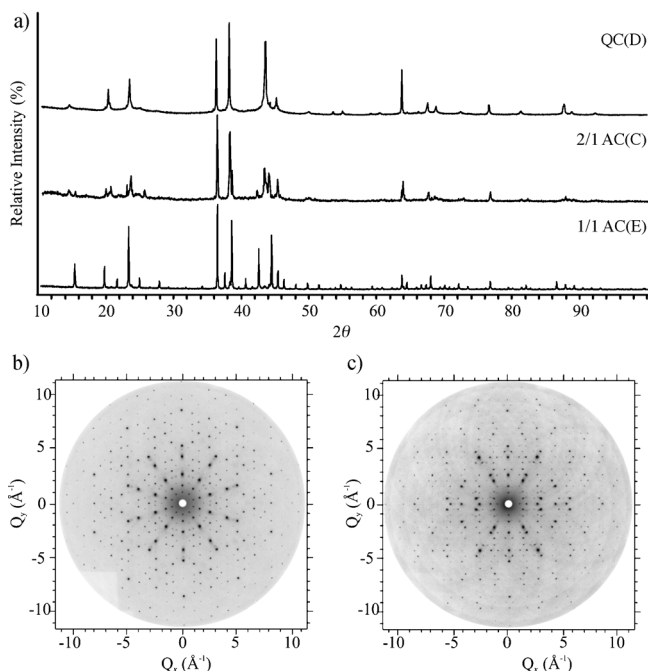 a)
Relative Intensity (%)
QC(D)
2/1 AC(C)
1/1 AC(E)
10 20 30 40 50 60 70 80 90
2θ
b)
10
5
0
-5
-10
Qy (Å-1)
-10 -5 0 5 10
Qx (Å-1)
c)
10
5
0
-5
-10
Qy (Å-1)
-10 -5 0 5 10
Qx (Å-1)